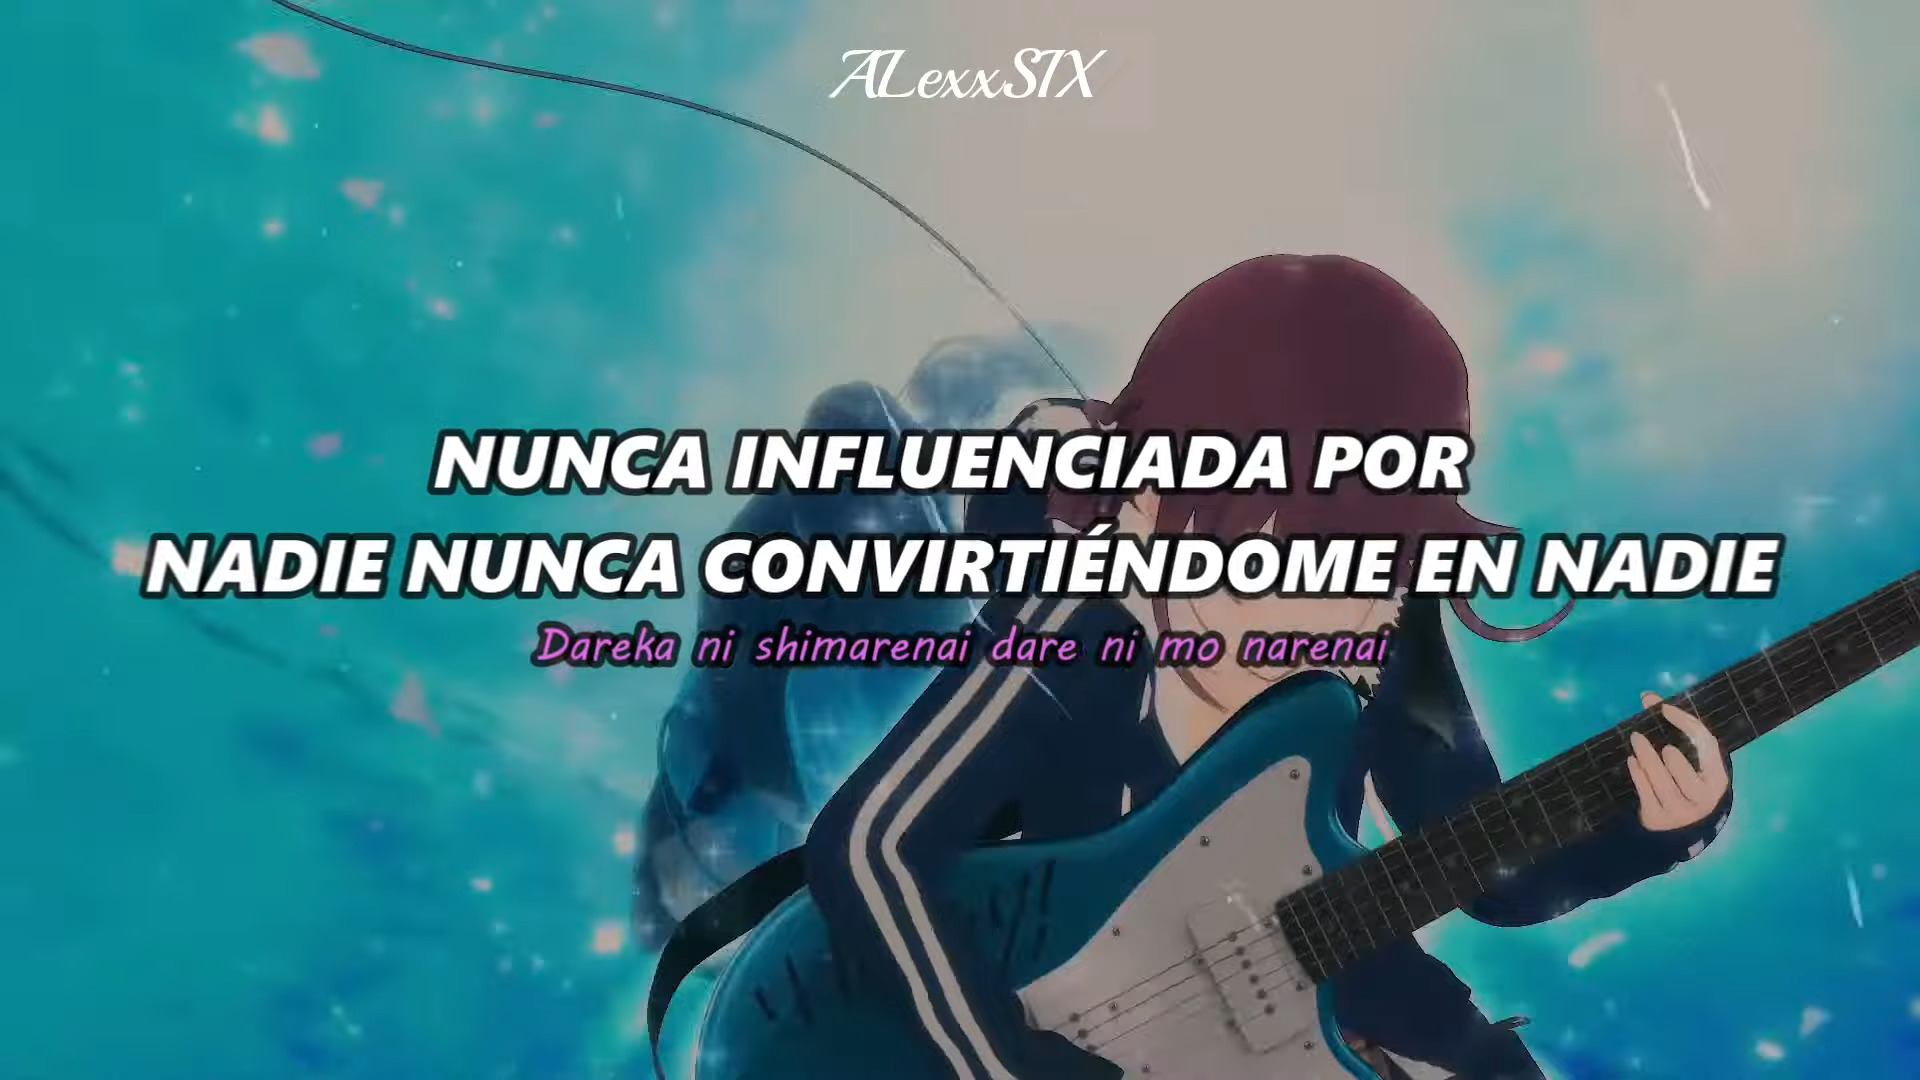 ALexxSIX
NUNCA INFLUENCIADA POR
NADIE NUNCA CONVIRTIÉNDOME EN NADIE
Dareka ni shimarenai dare ni mo narenai